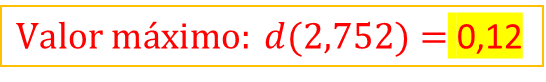 Valor máximo: d(2,752) = 0,12